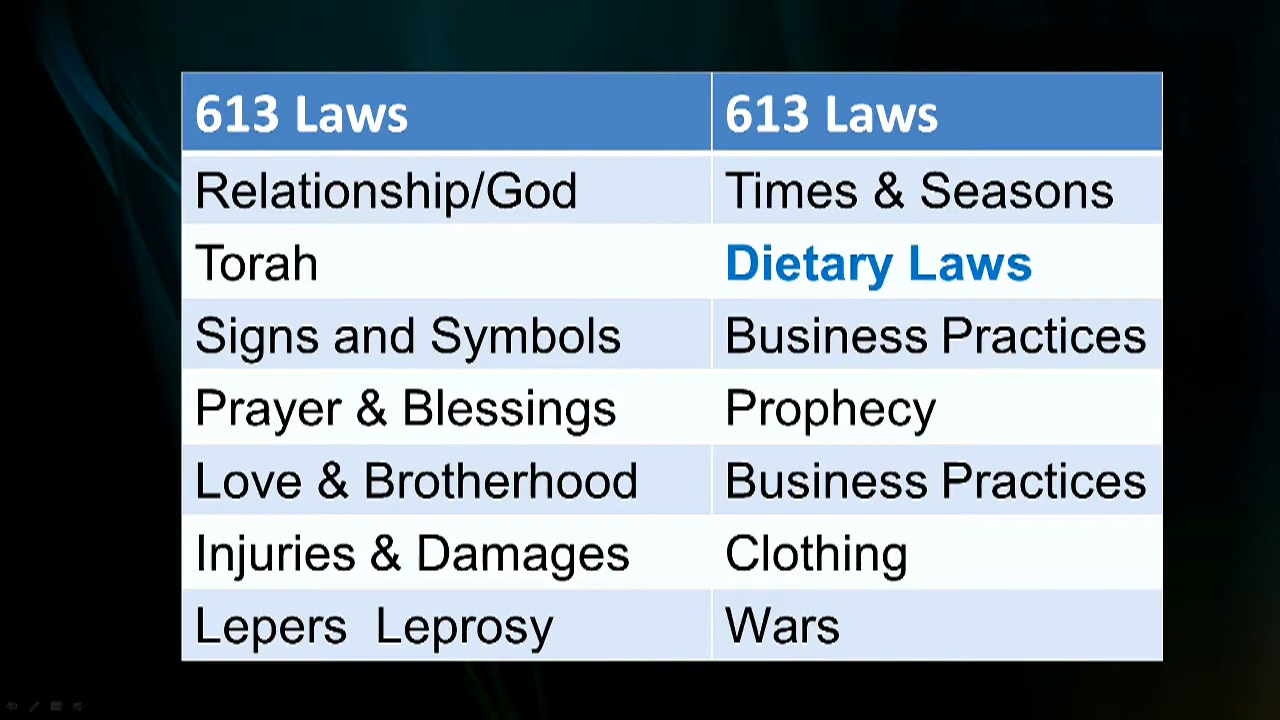 613 Laws 613 Laws
Relationship/God Times & Seasons
Torah Dietary Laws
Signs and Symbols Business Practices
Prayer & Blessings Prophecy
Love & Brotherhood Business Practices
Injuries & Damages Clothing
Lepers  Leprosy Wars